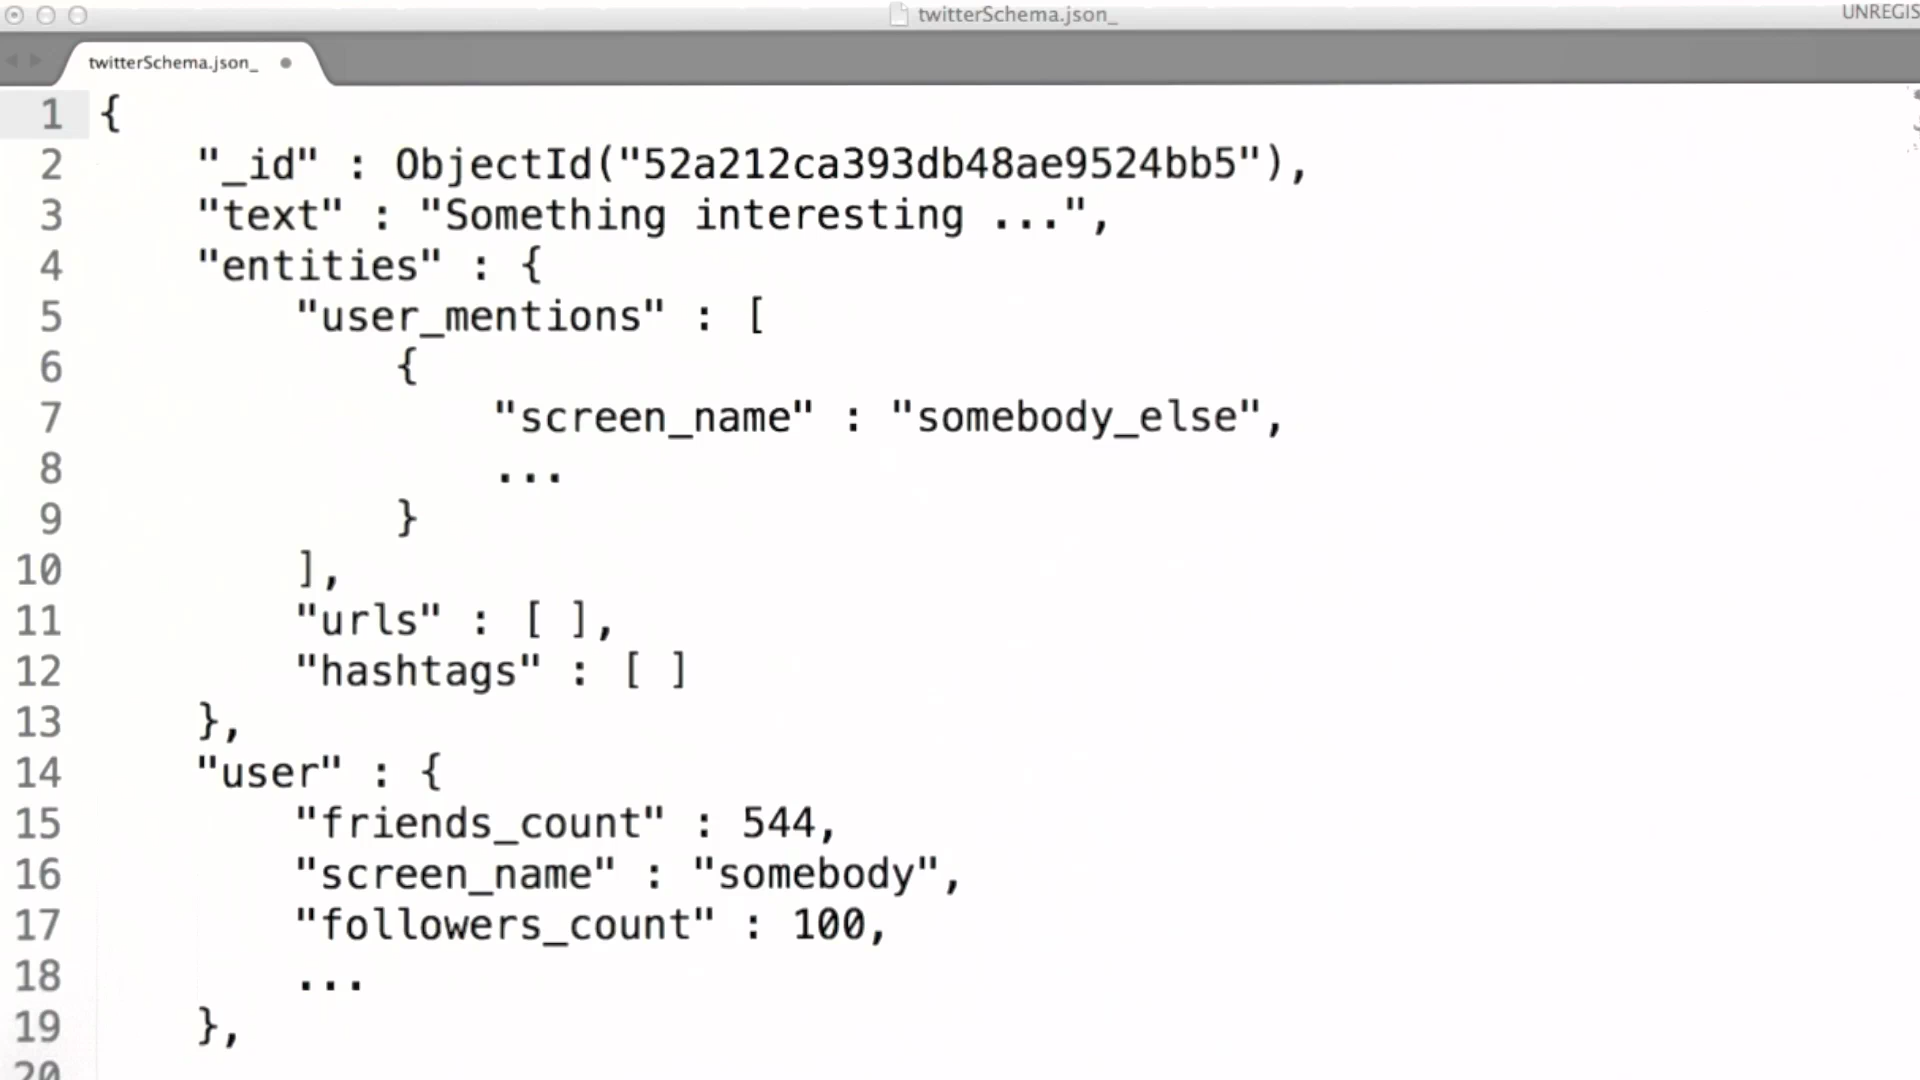 twitterSchema.json_
UNREGIS
twitterSchema.json_
1 {
2 "_id" : ObjectId("52a212ca393db48ae9524bb5"),
3 "text" : "Something interesting ...",
4 "entities" : {
5 "user_mentions" : [
6 {
7 "screen_name" : "somebody_else",
8 ...
9 }
10 ],
11 "urls" : [ ],
12 "hashtags" : [ ]
13 },
14 "user" : {
15 "friends_count" : 544,
16 "screen_name" : "somebody",
17 "followers_count" : 100,
18 ...
19 },
20